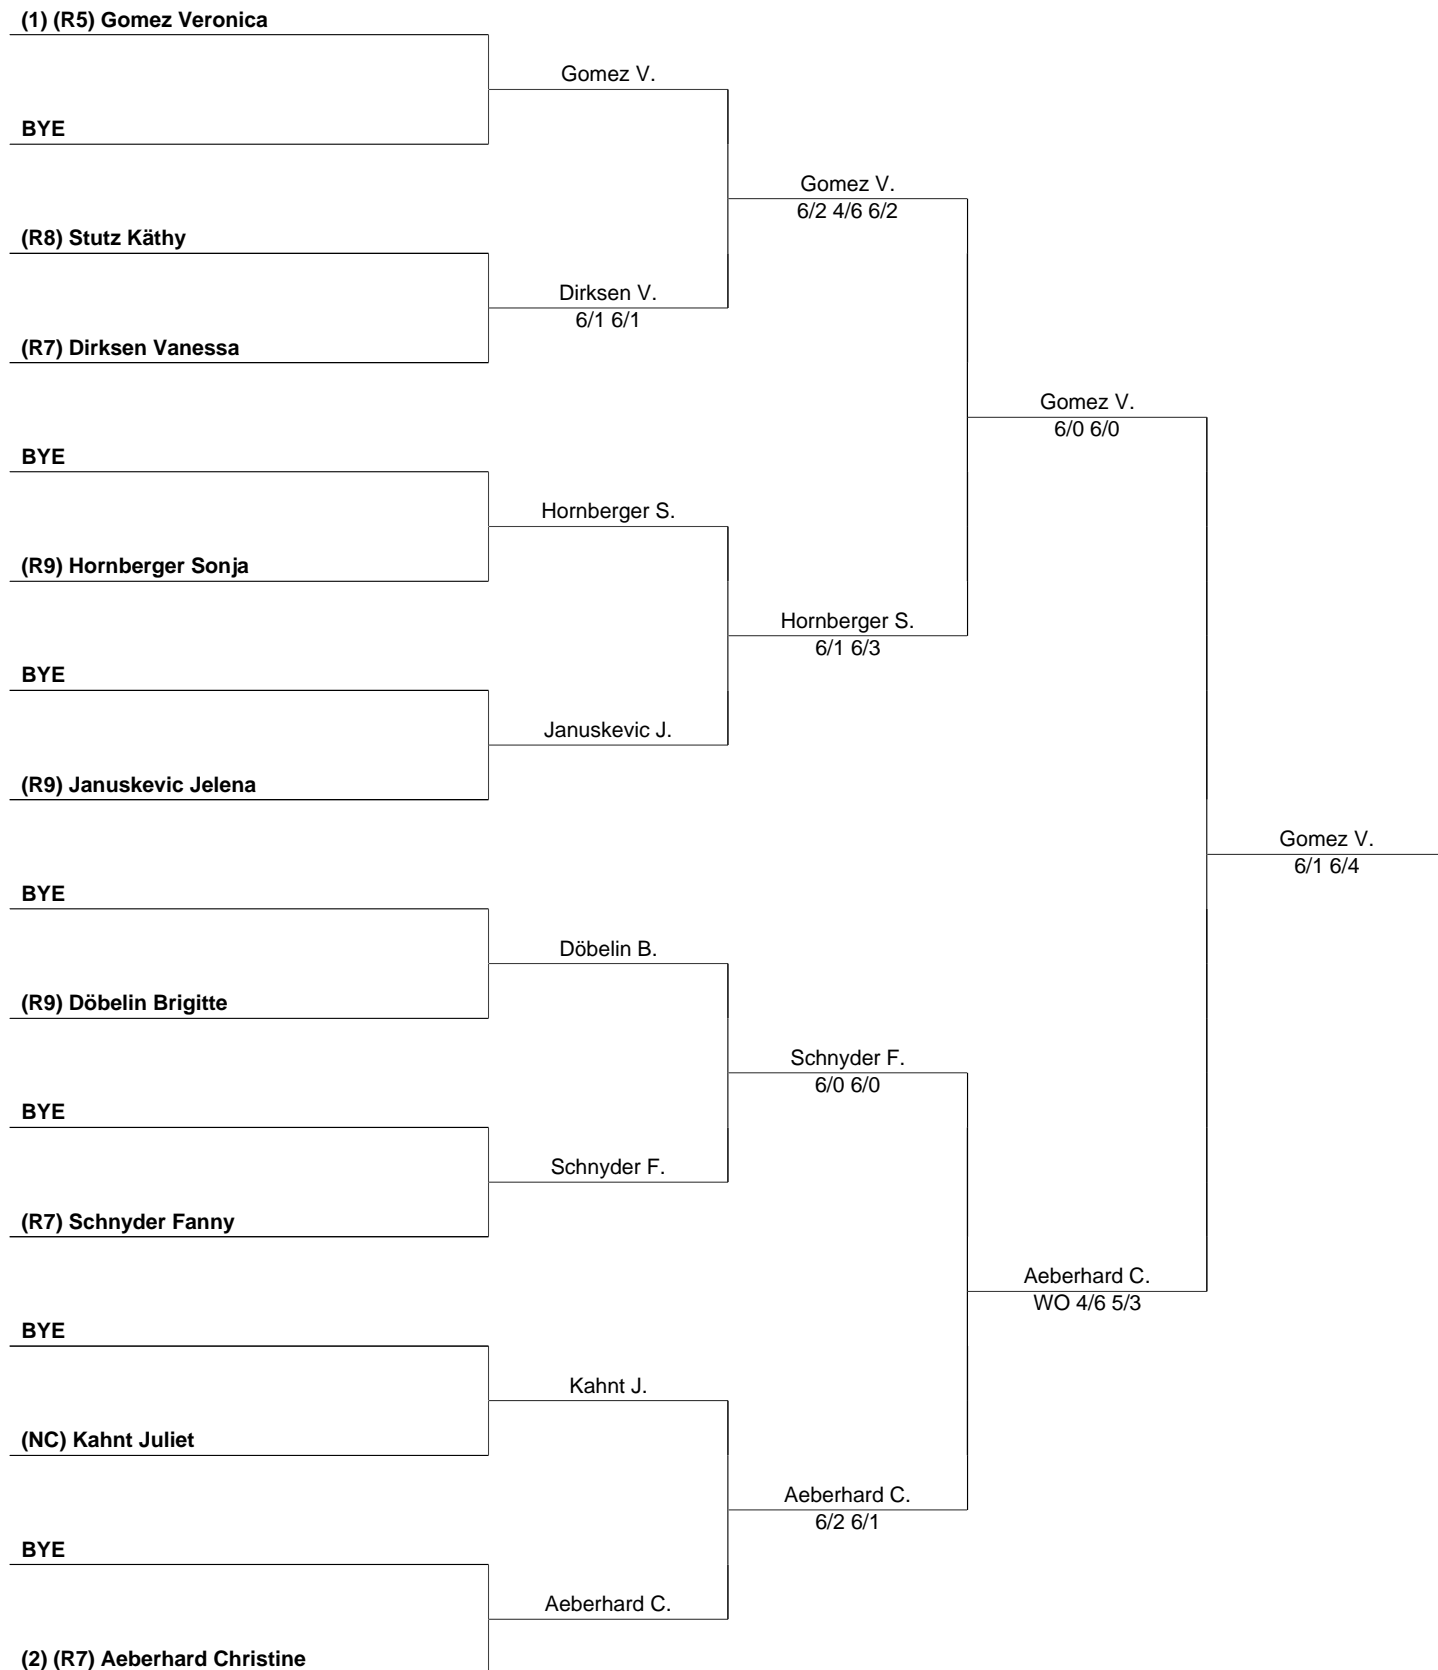 (1) (R5) Gomez Veronica
Gomez V.
BYE
Gomez V.
6/2 4/6 6/2
(R8) Stutz Käthy
Dirksen V.
6/1 6/1
(R7) Dirksen Vanessa
Gomez V.
6/0 6/0
BYE
Hornberger S.
(R9) Hornberger Sonja
Hornberger S.
6/1 6/3
BYE
Januskevic J.
(R9) Januskevic Jelena
Gomez V.
6/1 6/4
BYE
Döbelin B.
(R9) Döbelin Brigitte
Schnyder F.
6/0 6/0
BYE
Schnyder F.
(R7) Schnyder Fanny
Aeberhard C.
WO 4/6 5/3
BYE
Kahnt J.
(NC) Kahnt Juliet
Aeberhard C.
6/2 6/1
BYE
Aeberhard C.
(2) (R7) Aeberhard Christine